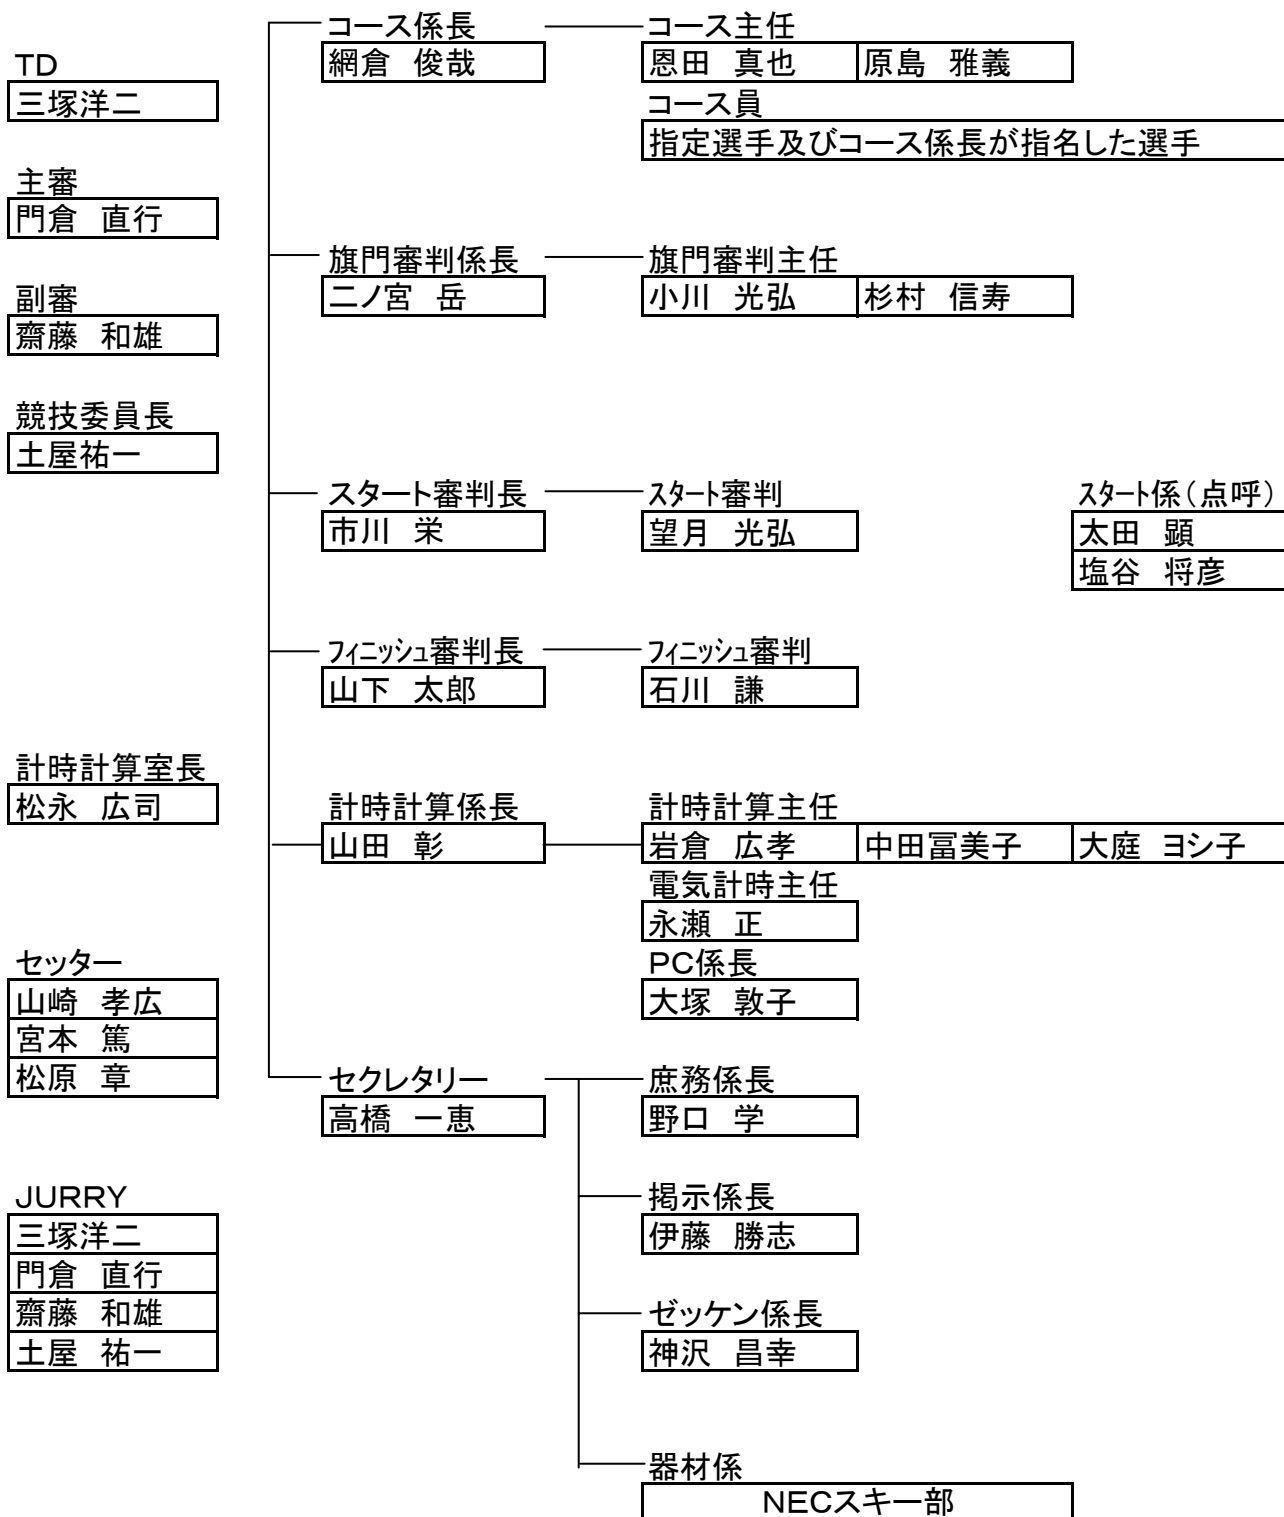 TD
三塚洋二
主審
門倉 直行
副審
齋藤 和雄
競技委員長
土屋祐一
計時計算室長
松永 広司
セッター
山崎 孝広
宮本 篤
松原 章
JURRY
三塚洋二
門倉 直行
齋藤 和雄
土屋 祐一
コース係長 コース主任
網倉 俊哉 恩田 真也 原島 雅義
コース員
指定選手及びコース係長が指名した選手
旗門審判係長 旗門審判主任
二ノ宮 岳 小川 光弘 杉村 信寿
スタート審判長 スタート審判 スタート係（点呼）
市川 栄 望月 光弘 太田 顕
塩谷 将彦
フィニッシュ審判長 フィニッシュ審判
山下 太郎 石川 謙
計時計算係長 計時計算主任
山田 彰 岩倉 広孝 中田冨美子 大庭 ヨシ子
電気計時主任
永瀬 正
PC係長
大塚 敦子
セクレタリー 庶務係長
高橋 一恵 野口 学
掲示係長
伊藤 勝志
ゼッケン係長
神沢 昌幸
器材係
NECスキー部